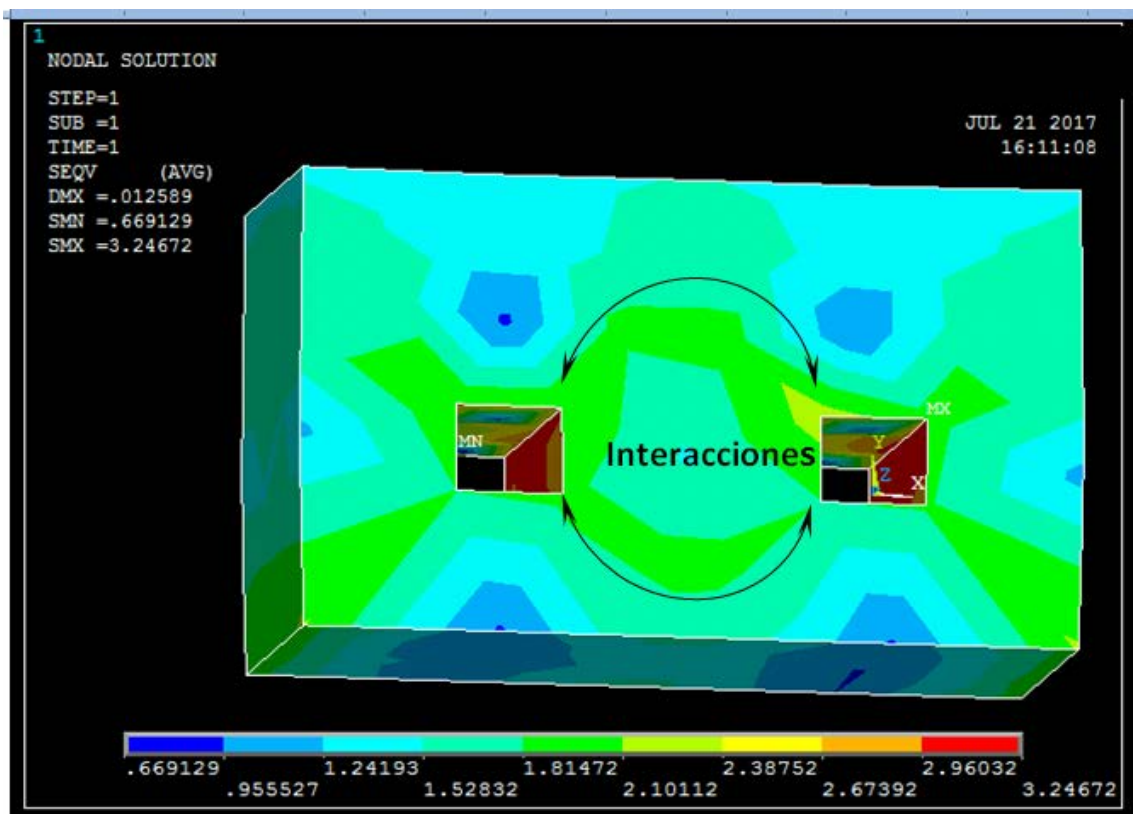 1
NODAL SOLUTION
STEP=1
SUB =1
TIME=1
SEQV (AVG)
DMX =.012589
SMN =.669129
SMX =3.24672
JUL 21 2017
16:11:08
MX
MN
Interacciones
Y
Z
X
.669129
.955527
1.24193
1.52832
1.81472
2.10112
2.38752
2.67392
2.96032
3.24672